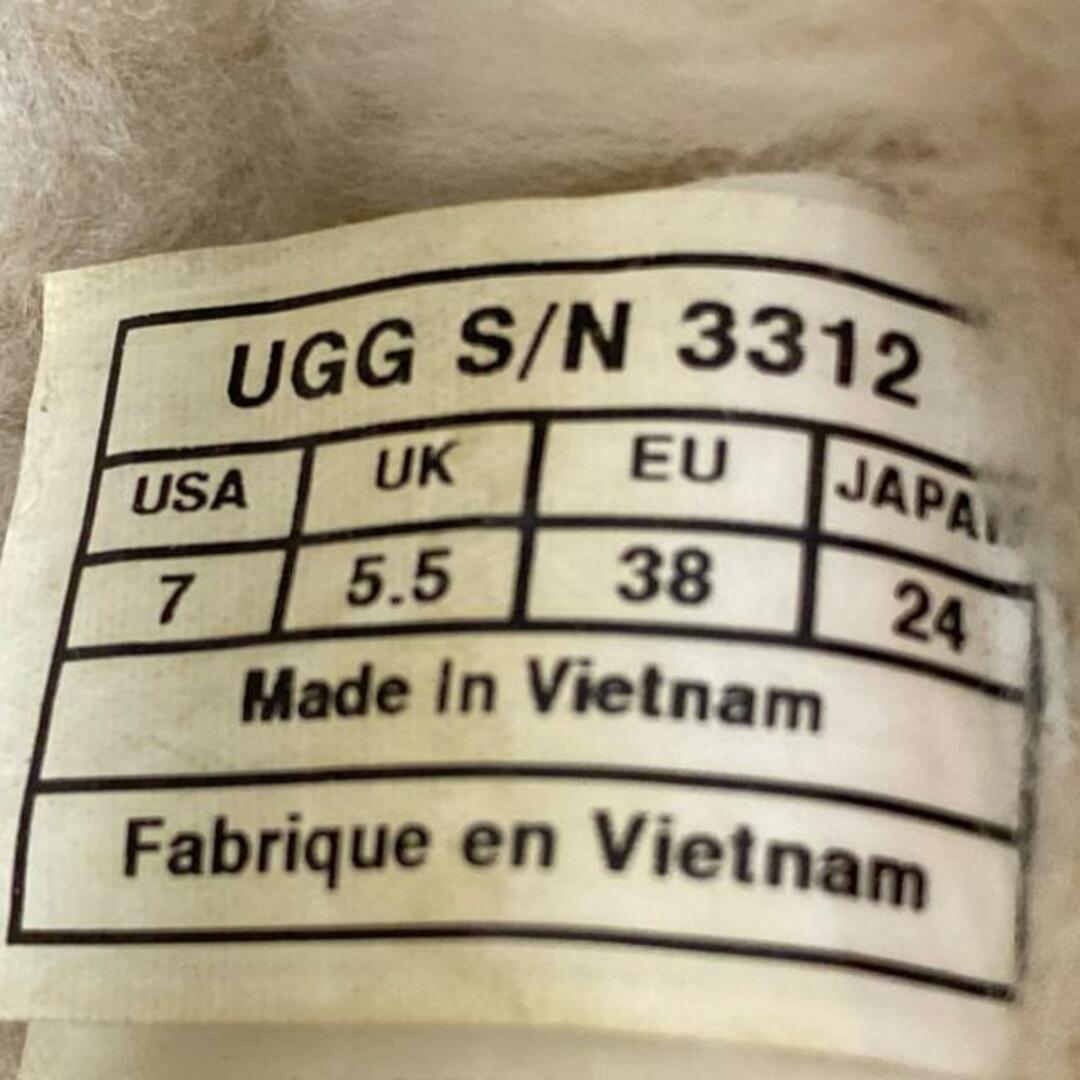 UGG S/N 3312
USA UK EU JAPAN
7 5.5 38 24
Made in Vietnam
Fabrique en Vietnam